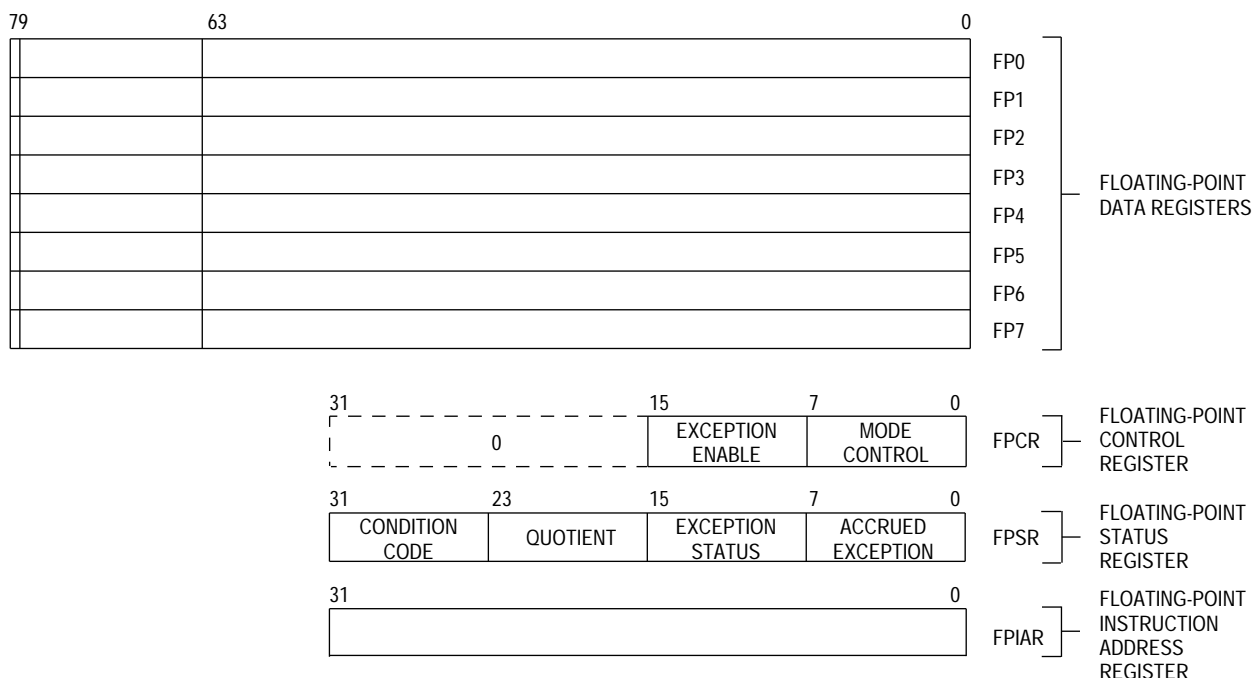 79 63 0
FP0
FP1
FP2
FP3
FP4
FP5
FP6
FP7
FLOATING-POINT
DATA REGISTERS
31 15 7 0
0
EXCEPTION
ENABLE
MODE
CONTROL
FPCR
FLOATING-POINT
CONTROL
REGISTER
31 23 15 7 0
CONDITION
CODE
QUOTIENT
EXCEPTION
STATUS
ACCRUED
EXCEPTION
FPSR
FLOATING-POINT
STATUS
REGISTER
31 0
FPIAR
FLOATING-POINT
INSTRUCTION
ADDRESS
REGISTER